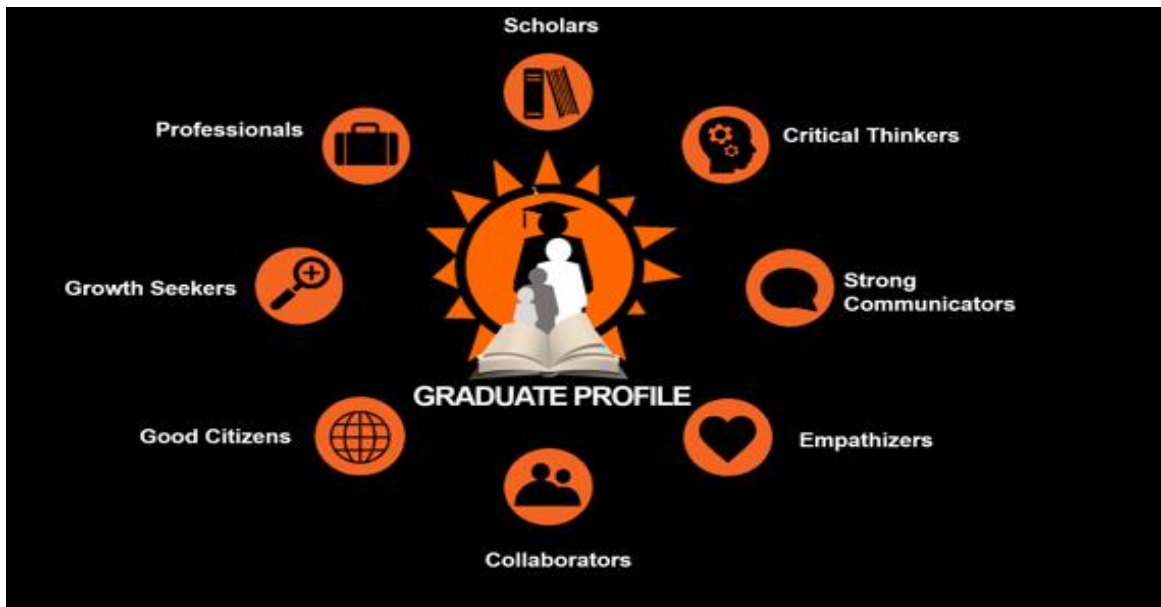 Scholars
Professionals
Critical Thinkers
Growth Seekers
Strong
Communicators
GRADUATE PROFILE
Good Citizens
Empathizers
Collaborators